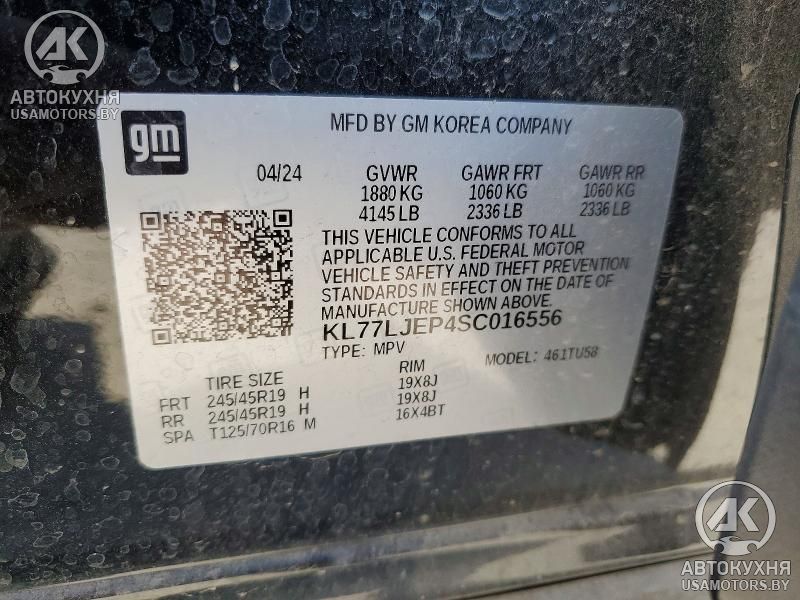 AK
АВТОКУХНЯ
USAMOTORS.BY
gm
MFD BY GM KOREA COMPANY
04/24 GVWR GAWR FRT GAWR RR
1880 KG 1060 KG 1060 KG
4145 LB 2336 LB 2336 LB
THIS VEHICLE CONFORMS TO ALL
APPLICABLE U.S. FEDERAL MOTOR
VEHICLE SAFETY AND THEFT PREVENTION
STANDARDS IN EFFECT ON THE DATE OF
MANUFACTURE SHOWN ABOVE.
KL77LJEP4SC016556
TYPE: MPV MODEL: 461TU58
TIRE SIZE RIM
FRT 245/45R19 H 19X8J
RR 245/45R19 H 19X8J
SPA T125/70R16 M 16X4BT
AK
АВТОКУХНЯ
USAMOTORS.BY